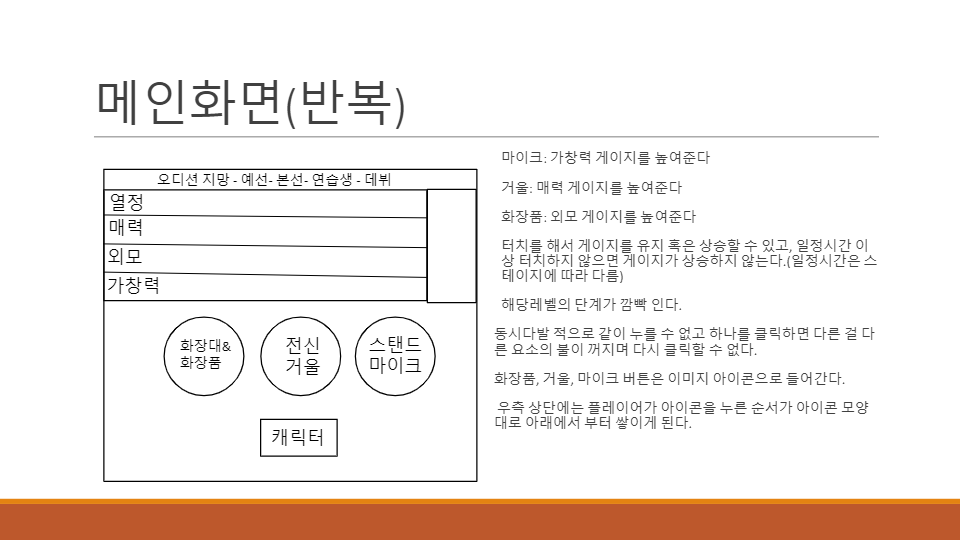 메인화면(반복)
오디션 지망 - 예선- 본선- 연습생 - 데뷔
열정
매력
외모
가창력
화장대&
화장품
전신
거울
스탠드
마이크
캐릭터
마이크: 가창력 게이지를 높여준다
거울: 매력 게이지를 높여준다
화장품: 외모 게이지를 높여준다
터치를 해서 게이지를 유지 혹은 상승할 수 있고, 일정시간 이
상 터치하지 않으면 게이지가 상승하지 않는다.(일정시간은 스
테이지에 따라 다름)
해당레벨의 단계가 깜빡 인다.
동시다발 적으로 같이 누를 수 없고 하나를 클릭하면 다른 걸 다
른 요소의 불이 꺼지며 다시 클릭할 수 없다.
화장품, 거울, 마이크 버튼은 이미지 아이콘으로 들어간다.
우측 상단에는 플레이어가 아이콘을 누른 순서가 아이콘 모양
대로 아래에서 부터 쌓이게 된다.